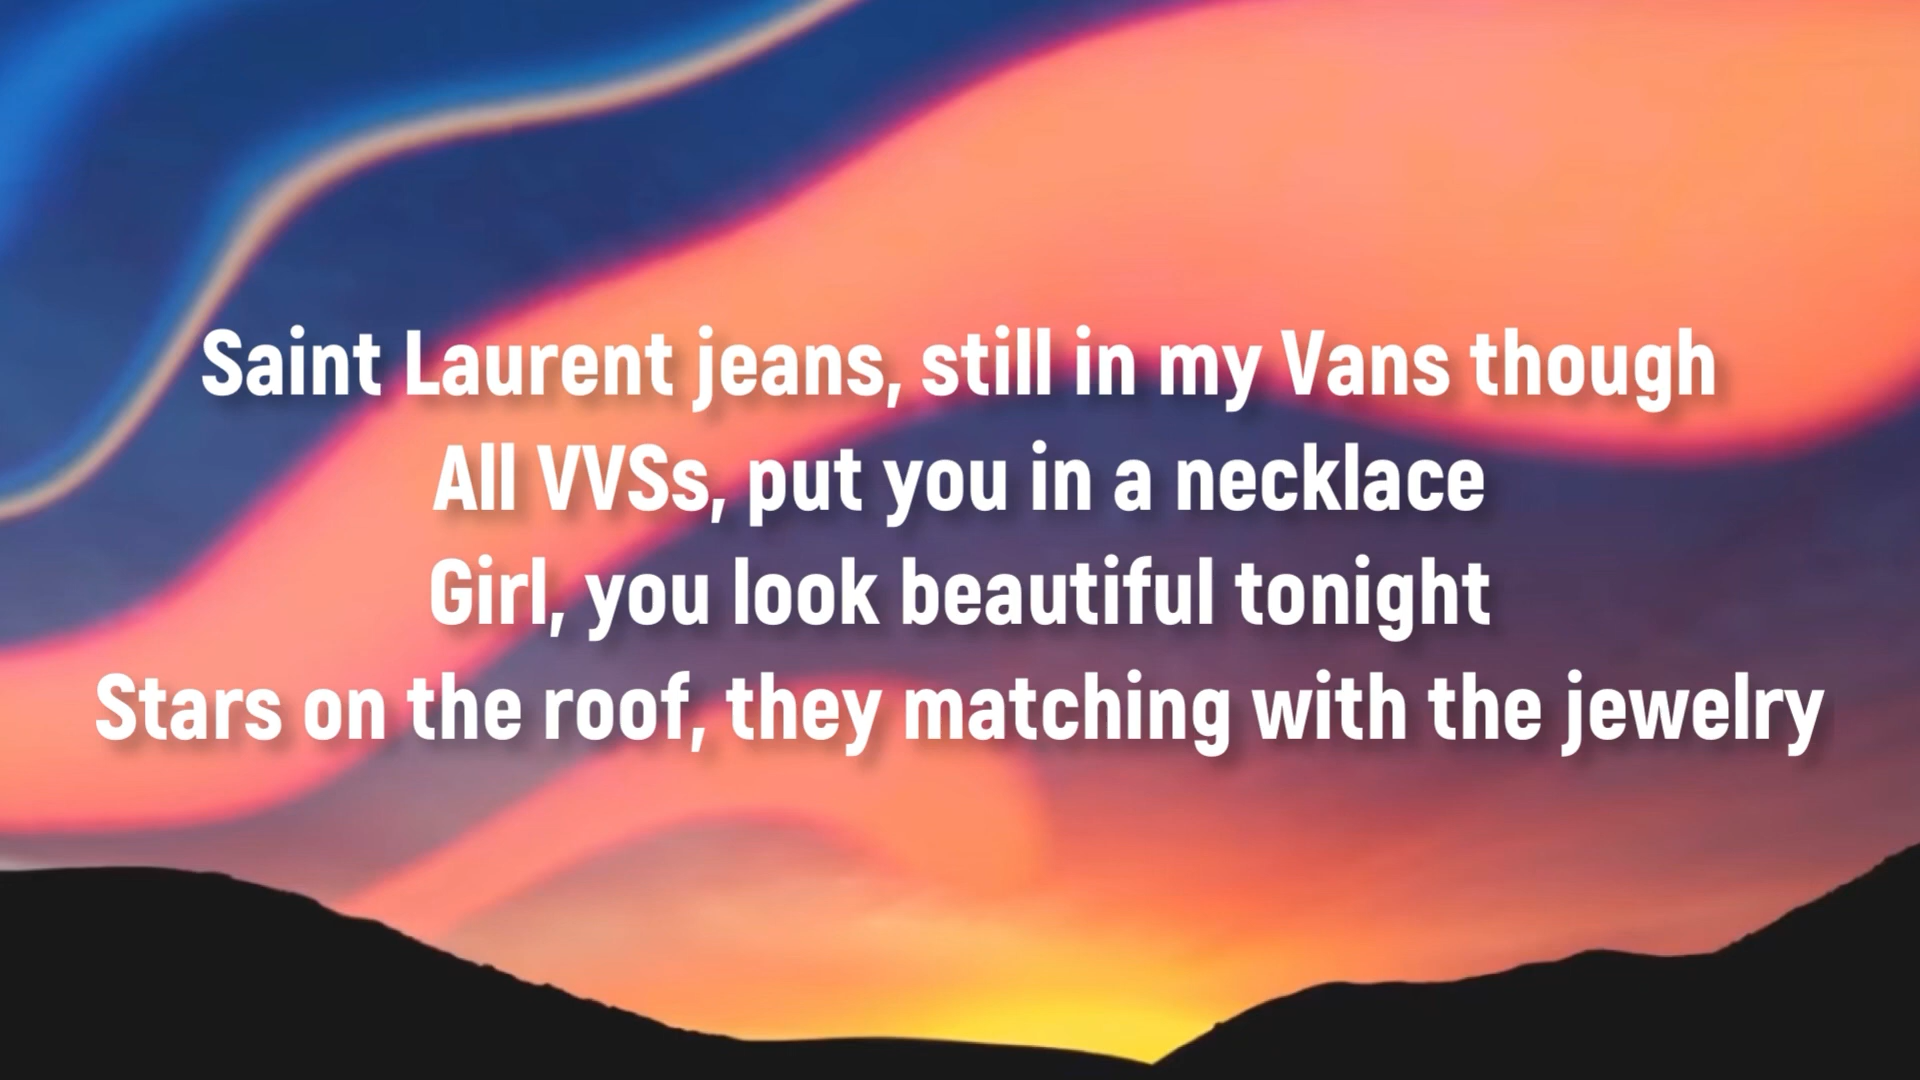 Saint Laurent jeans, still in my Vans though
All VVSs, put you in a necklace
Girl, you look beautiful tonight
Stars on the roof, they matching with the jewelry